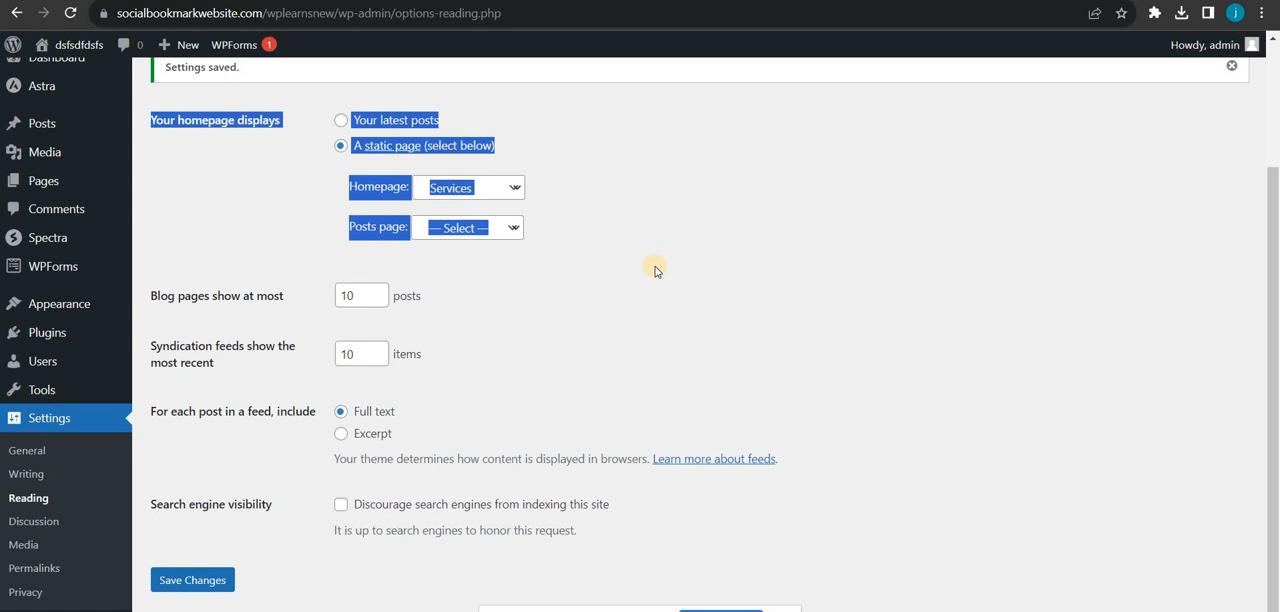 socialbookmarkwebsite.com/wplearnsnew/wp-admin/options-reading.php
j
dsfsdfdsfs
0
New
WPForms 1
Howdy, admin
Dashboard
Astra
Posts
Media
Pages
Comments
Spectra
WPForms
Appearance
Plugins
Users
Tools
Settings
General
Writing
Reading
Discussion
Media
Permalinks
Privacy
Settings saved.
Your homepage displays
Your latest posts
A static page (select below)
Homepage: Services
Posts page: — Select —
Blog pages show at most 10 posts
Syndication feeds show the
most recent
10 items
For each post in a feed, include
Full text
Excerpt
Your theme determines how content is displayed in browsers. Learn more about feeds.
Search engine visibility
Discourage search engines from indexing this site
It is up to search engines to honor this request.
Save Changes